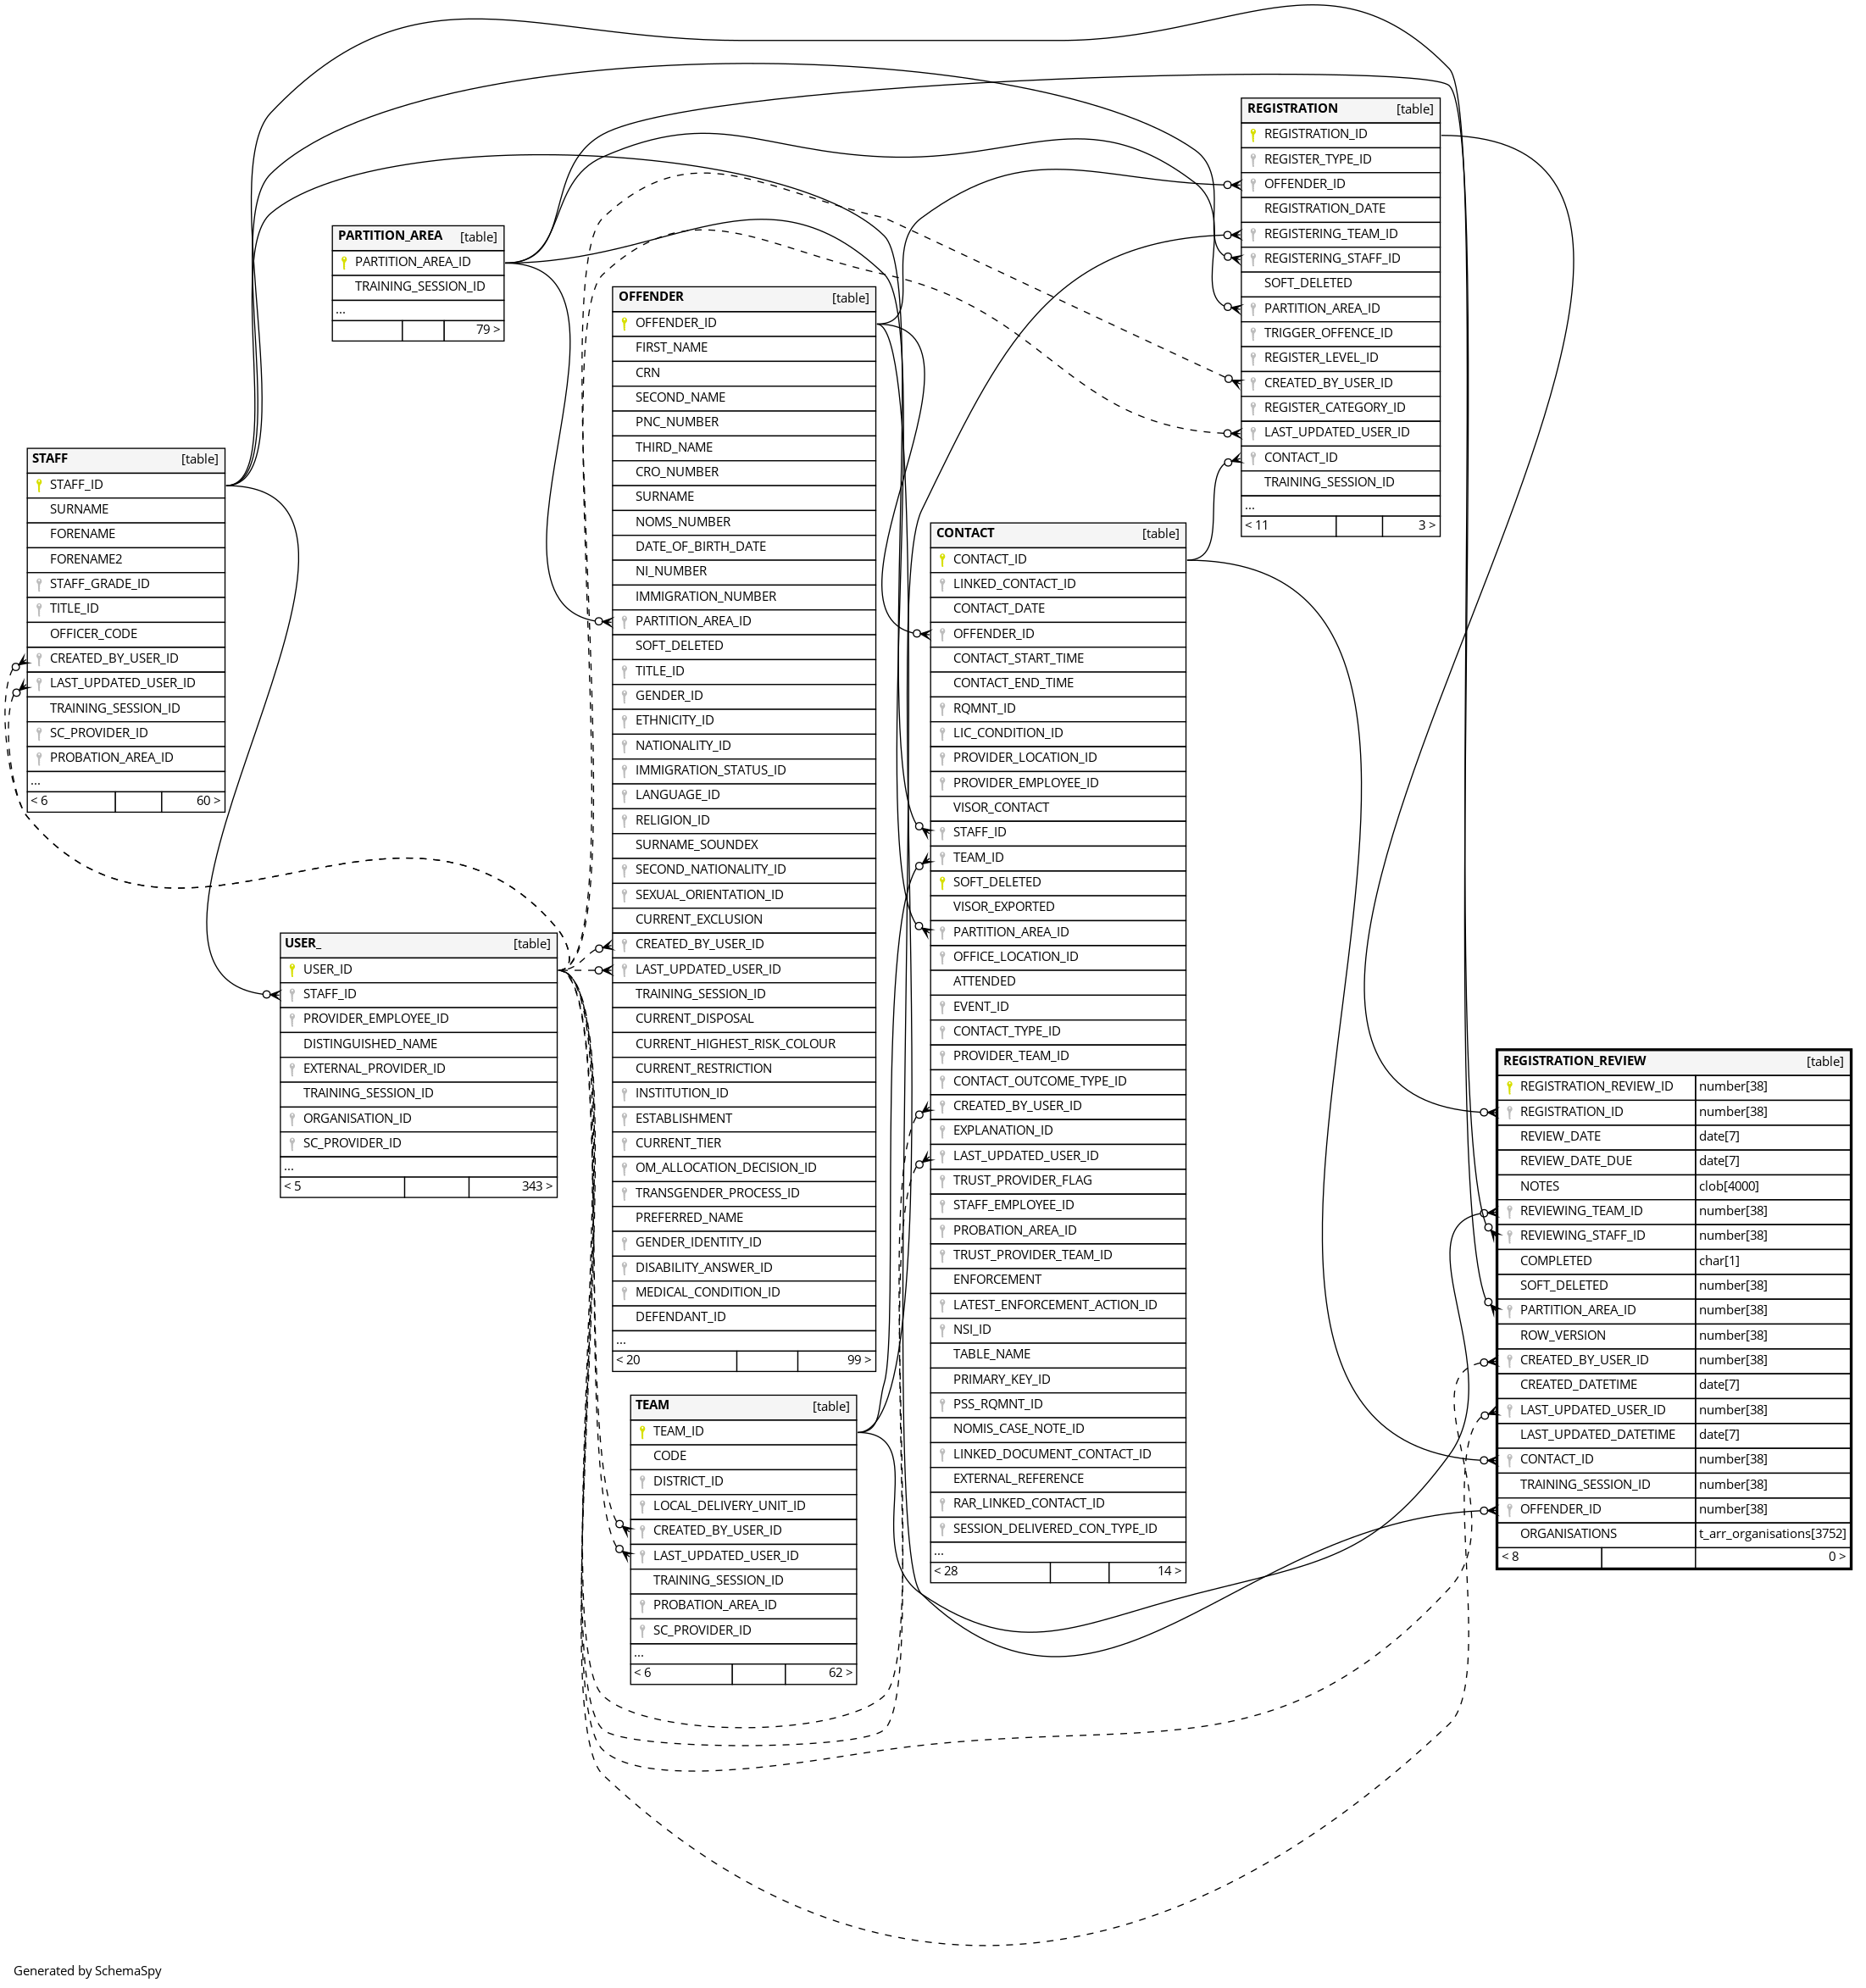 REGISTRATION [table]
REGISTRATION_ID
REGISTER_TYPE_ID
OFFENDER_ID
REGISTRATION_DATE
REGISTERING_TEAM_ID
REGISTERING_STAFF_ID
SOFT_DELETED
PARTITION_AREA_ID
TRIGGER_OFFENCE_ID
REGISTER_LEVEL_ID
CREATED_BY_USER_ID
REGISTER_CATEGORY_ID
LAST_UPDATED_USER_ID
CONTACT_ID
TRAINING_SESSION_ID
...
< 11 3 >
PARTITION_AREA [table]
PARTITION_AREA_ID
TRAINING_SESSION_ID
...
79 >
OFFENDER [table]
OFFENDER_ID
FIRST_NAME
CRN
SECOND_NAME
PNC_NUMBER
THIRD_NAME
CRO_NUMBER
SURNAME
NOMS_NUMBER
DATE_OF_BIRTH_DATE
NI_NUMBER
IMMIGRATION_NUMBER
PARTITION_AREA_ID
SOFT_DELETED
TITLE_ID
GENDER_ID
ETHNICITY_ID
NATIONALITY_ID
IMMIGRATION_STATUS_ID
LANGUAGE_ID
RELIGION_ID
SURNAME_SOUNDEX
SECOND_NATIONALITY_ID
SEXUAL_ORIENTATION_ID
CURRENT_EXCLUSION
CREATED_BY_USER_ID
LAST_UPDATED_USER_ID
TRAINING_SESSION_ID
CURRENT_DISPOSAL
CURRENT_HIGHEST_RISK_COLOUR
CURRENT_RESTRICTION
INSTITUTION_ID
ESTABLISHMENT
CURRENT_TIER
OM_ALLOCATION_DECISION_ID
TRANSGENDER_PROCESS_ID
PREFERRED_NAME
GENDER_IDENTITY_ID
DISABILITY_ANSWER_ID
MEDICAL_CONDITION_ID
DEFENDANT_ID
...
< 20 99 >
STAFF [table]
STAFF_ID
SURNAME
FORENAME
FORENAME2
STAFF_GRADE_ID
TITLE_ID
OFFICER_CODE
CREATED_BY_USER_ID
LAST_UPDATED_USER_ID
TRAINING_SESSION_ID
SC_PROVIDER_ID
PROBATION_AREA_ID
...
< 6 60 >
CONTACT [table]
CONTACT_ID
LINKED_CONTACT_ID
CONTACT_DATE
OFFENDER_ID
CONTACT_START_TIME
CONTACT_END_TIME
RQMNT_ID
LIC_CONDITION_ID
PROVIDER_LOCATION_ID
PROVIDER_EMPLOYEE_ID
VISOR_CONTACT
STAFF_ID
TEAM_ID
SOFT_DELETED
VISOR_EXPORTED
PARTITION_AREA_ID
OFFICE_LOCATION_ID
ATTENDED
EVENT_ID
CONTACT_TYPE_ID
PROVIDER_TEAM_ID
CONTACT_OUTCOME_TYPE_ID
CREATED_BY_USER_ID
EXPLANATION_ID
LAST_UPDATED_USER_ID
TRUST_PROVIDER_FLAG
STAFF_EMPLOYEE_ID
PROBATION_AREA_ID
TRUST_PROVIDER_TEAM_ID
ENFORCEMENT
LATEST_ENFORCEMENT_ACTION_ID
NSI_ID
TABLE_NAME
PRIMARY_KEY_ID
PSS_RQMNT_ID
NOMIS_CASE_NOTE_ID
LINKED_DOCUMENT_CONTACT_ID
EXTERNAL_REFERENCE
RAR_LINKED_CONTACT_ID
SESSION_DELIVERED_CON_TYPE_ID
...
< 28 14 >
USER_ [table]
USER_ID
STAFF_ID
PROVIDER_EMPLOYEE_ID
DISTINGUISHED_NAME
EXTERNAL_PROVIDER_ID
TRAINING_SESSION_ID
ORGANISATION_ID
SC_PROVIDER_ID
...
< 5 343 >
REGISTRATION_REVIEW [table]
REGISTRATION_REVIEW_ID number[38]
REGISTRATION_ID number[38]
REVIEW_DATE date[7]
REVIEW_DATE_DUE date[7]
NOTES clob[4000]
REVIEWING_TEAM_ID number[38]
REVIEWING_STAFF_ID number[38]
COMPLETED char[1]
SOFT_DELETED number[38]
PARTITION_AREA_ID number[38]
ROW_VERSION number[38]
CREATED_BY_USER_ID number[38]
CREATED_DATETIME date[7]
LAST_UPDATED_USER_ID number[38]
LAST_UPDATED_DATETIME date[7]
CONTACT_ID number[38]
TRAINING_SESSION_ID number[38]
OFFENDER_ID number[38]
ORGANISATIONS t_arr_organisations[3752]
< 8 0 >
TEAM [table]
TEAM_ID
CODE
DISTRICT_ID
LOCAL_DELIVERY_UNIT_ID
CREATED_BY_USER_ID
LAST_UPDATED_USER_ID
TRAINING_SESSION_ID
PROBATION_AREA_ID
SC_PROVIDER_ID
...
< 6 62 >
Generated by SchemaSpy